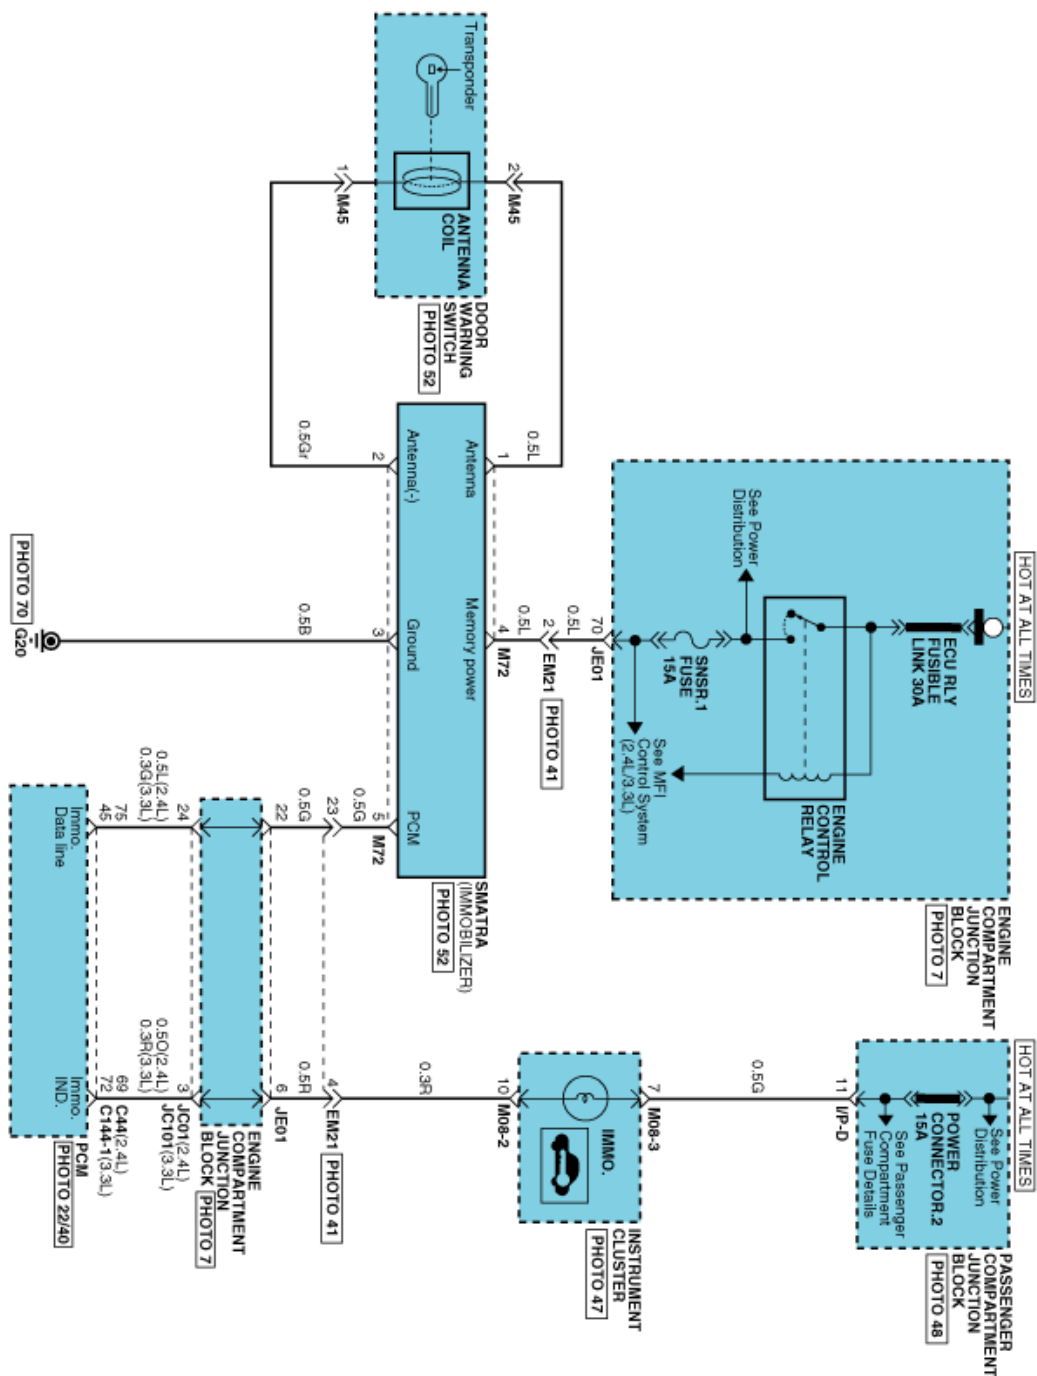 HOT AT ALL TIMES
ECU RLY
FUSIBLE
LINK 30A
ENGINE
CONTROL
RELAY
See Power
Distribution
SNSR.1
FUSE
15A
See MFI
Control System
(2.4L/3.3L)
ENGINE
COMPARTMENT
JUNCTION
BLOCK
PHOTO 7
70
JE01
0.5L
2
EM21
PHOTO 41
0.5L
4
M72
HOT AT ALL TIMES
See Power
Distribution
POWER
CONNECTOR.2
15A
See Passenger
Compartment
Fuse Details
PASSENGER
COMPARTMENT
JUNCTION
BLOCK
PHOTO 48
11
I/P-D
0.5G
7
M08-3
IMMO.
INSTRUMENT
CLUSTER
PHOTO 47
10
M08-2
0.3R
Transponder
ANTENNA
COIL
DOOR
WARNING
SWITCH
PHOTO 52
2
M45
1
M45
0.5L
1
Antenna
Memory power
Antenna(-)
Ground
PCM
SMATRA
(IMMOBILIZER)
PHOTO 52
2
0.5Gr
3
0.5B
PHOTO 70
G20
5
M72
0.5G
23
0.5G
22
4
EM21
PHOTO 41
0.5R
6
JE01
ENGINE
COMPARTMENT
JUNCTION
BLOCK
PHOTO 7
24
0.5L(2.4L)
0.3G(3.3L)
75
45
3
JC01(2.4L)
JC101(3.3L)
0.5O(2.4L)
0.3R(3.3L)
69
C44(2.4L)
72
C144-1(3.3L)
Immo.
Data line
Immo.
IND.
PCM
PHOTO 22/40